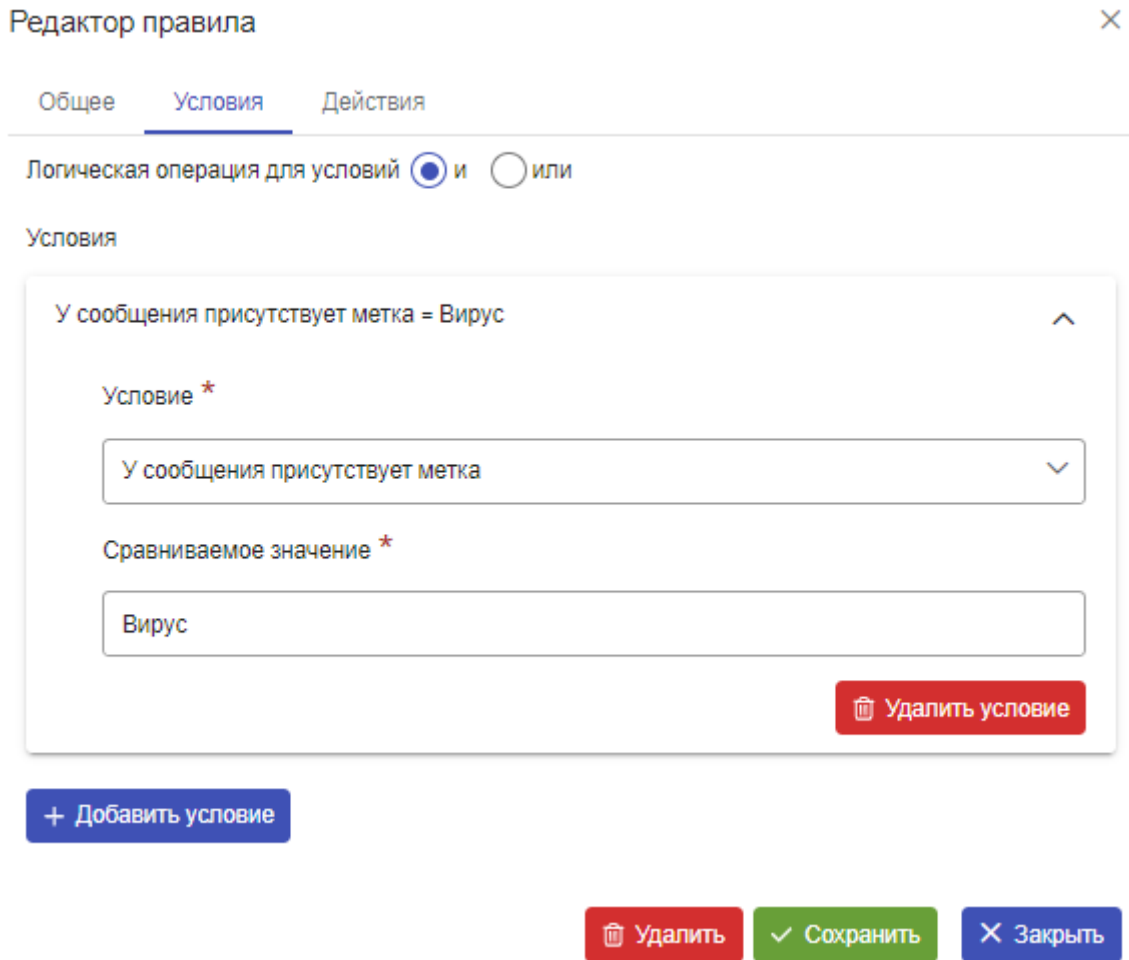 Редактор правила
Общее Условия Действия
Логическая операция для условий и или
Условия
У сообщения присутствует метка = Вирус
Условие *
У сообщения присутствует метка
Сравниваемое значение *
Вирус
Удалить условие
+ Добавить условие
Удалить Сохранить Закрыть